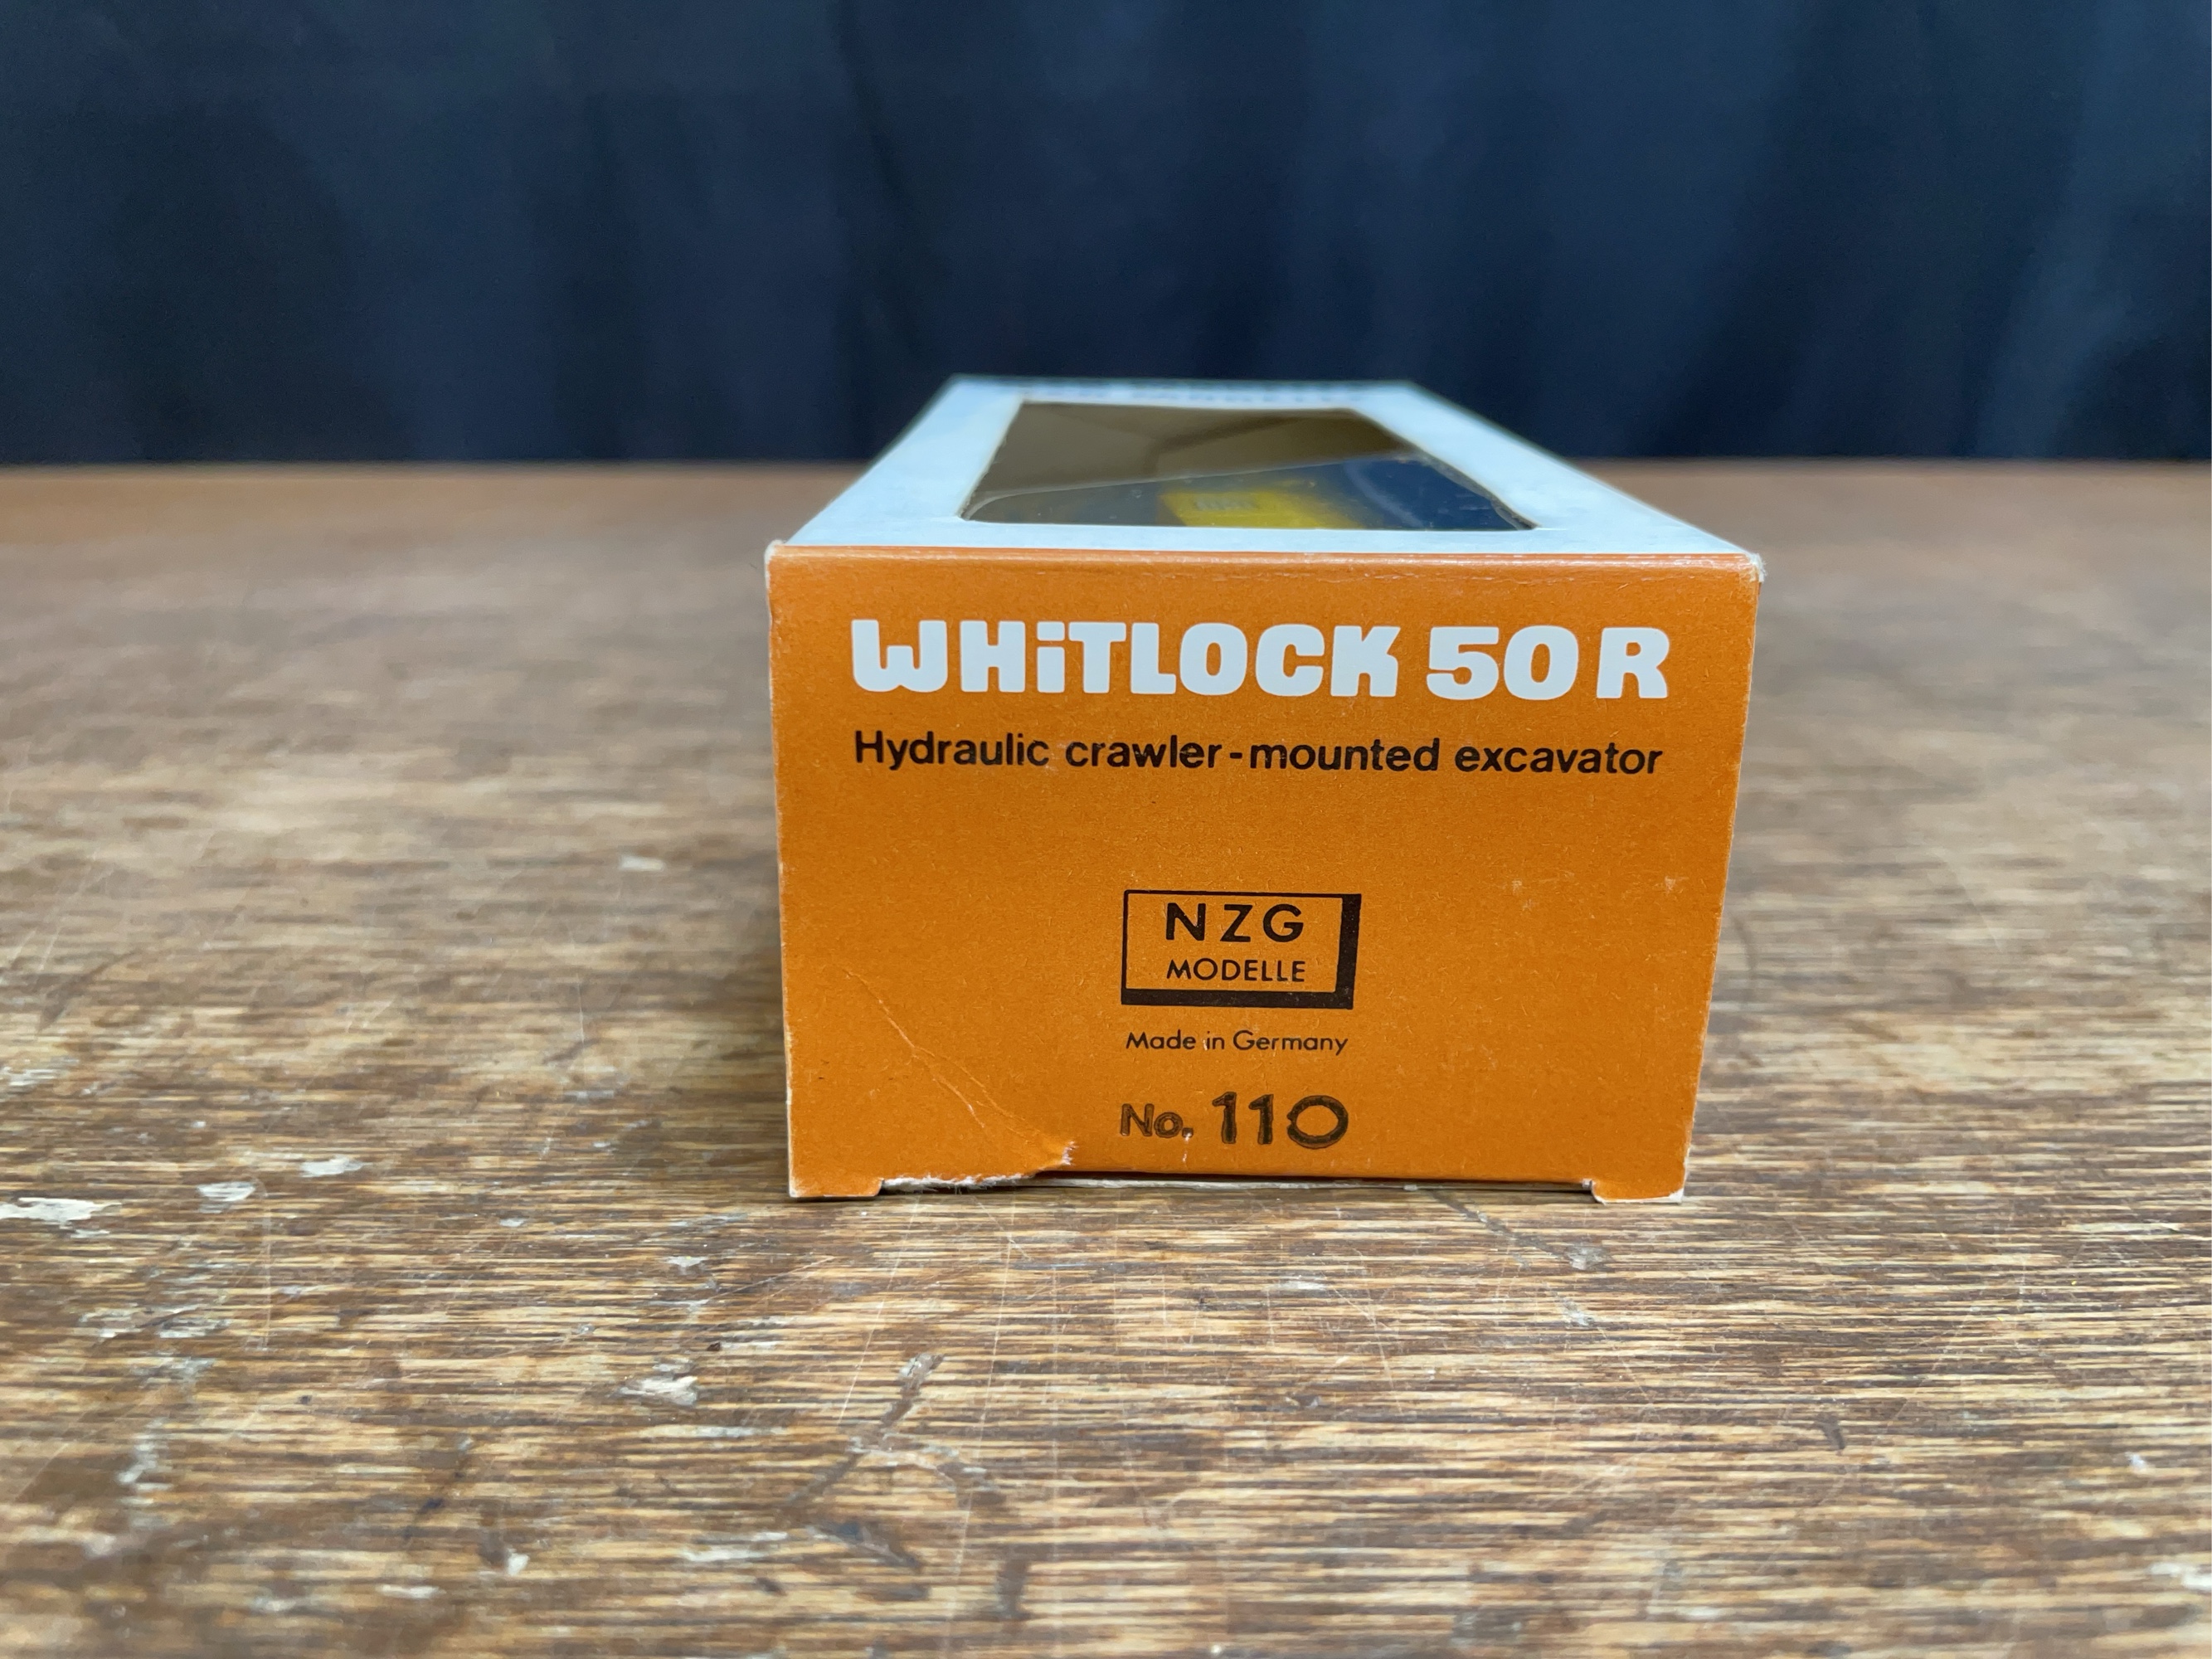 WHiTLOCK 50 R
Hydraulic crawler-mounted excavator
NZG
MODELLE
Made in Germany
No. 110